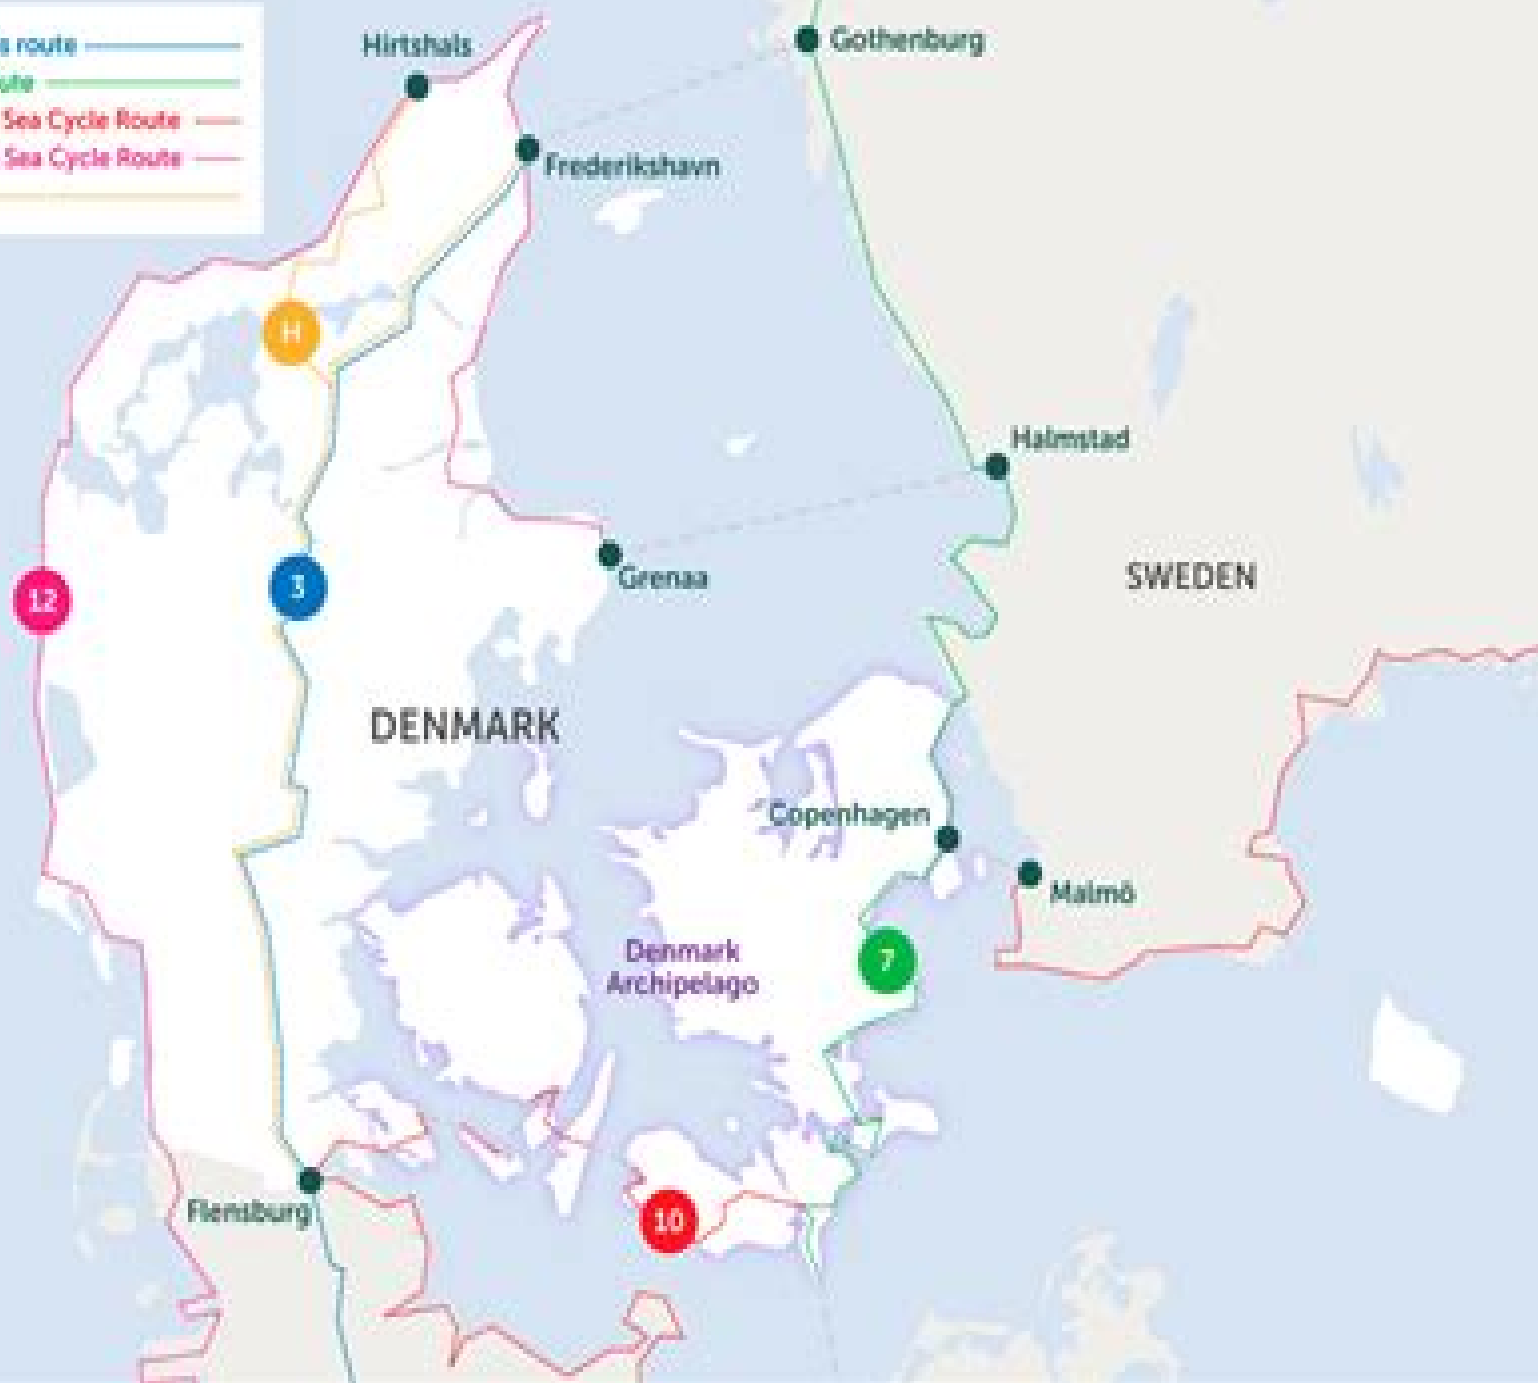 s route
ute
Sea Cycle Route
Sea Cycle Route
Hirtshals
Gothenburg
Frederikshavn
H
Halmstad
Grenaa
SWEDEN
12
3
DENMARK
Copenhagen
Malmö
Denmark
Archipelago
7
Flensburg
10